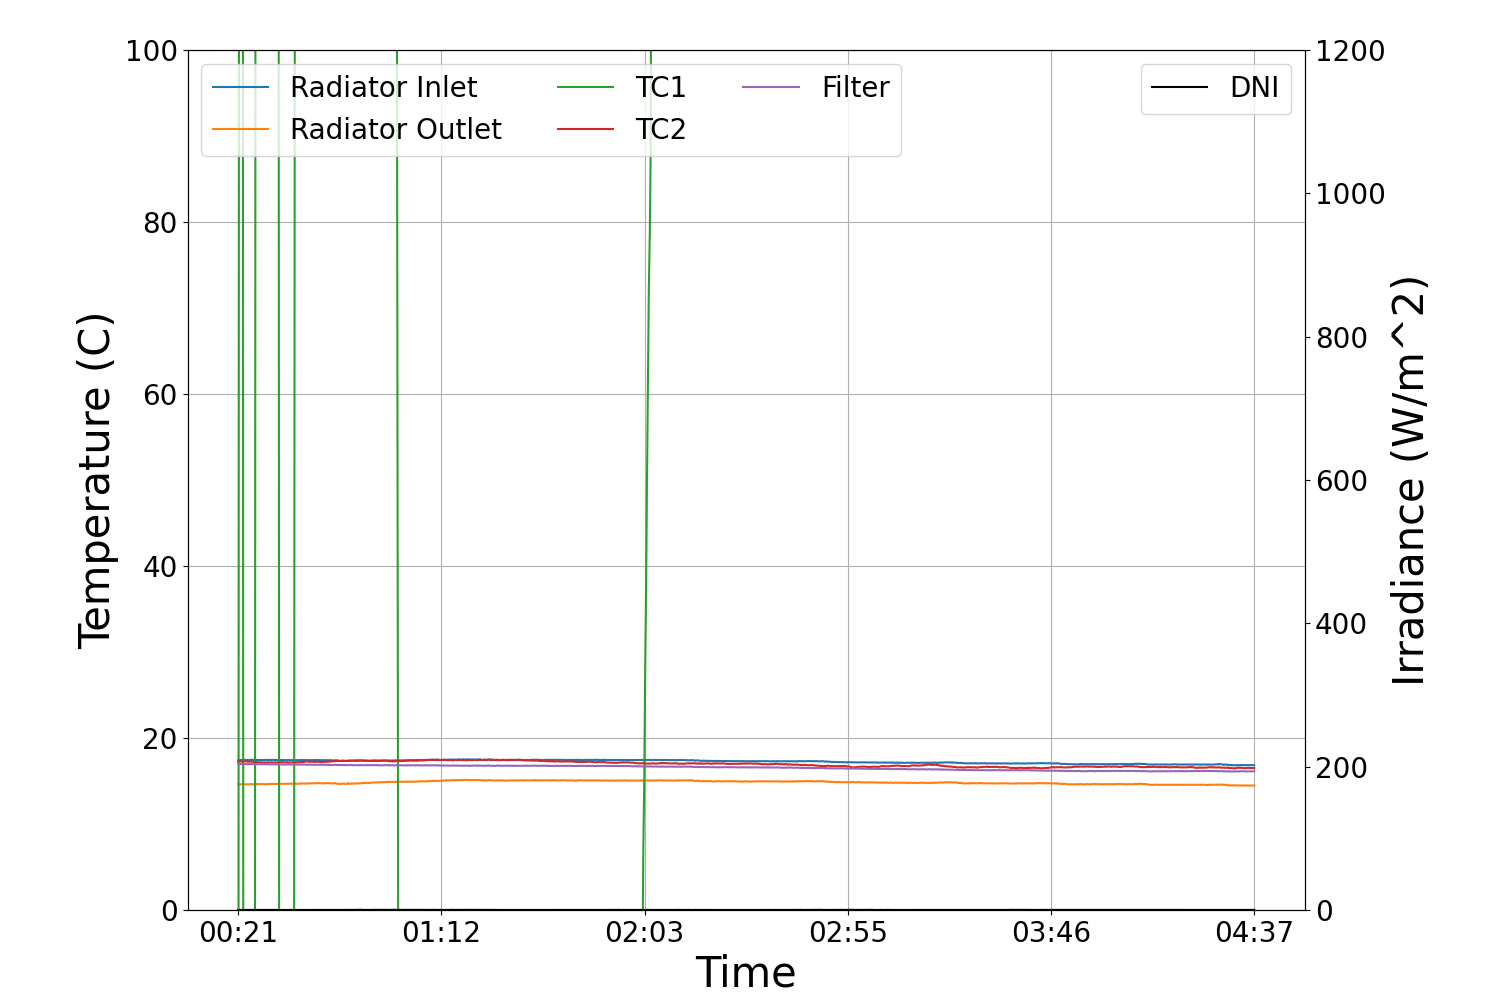 100
80
60
40
20
0
Temperature (C)
Radiator Inlet
Radiator Outlet
TC1
TC2
Filter
DNI
1200
1000
800
600
400
200
0
Irradiance (W/m^2)
00:21 01:12 02:03 02:55 03:46 04:37
Time